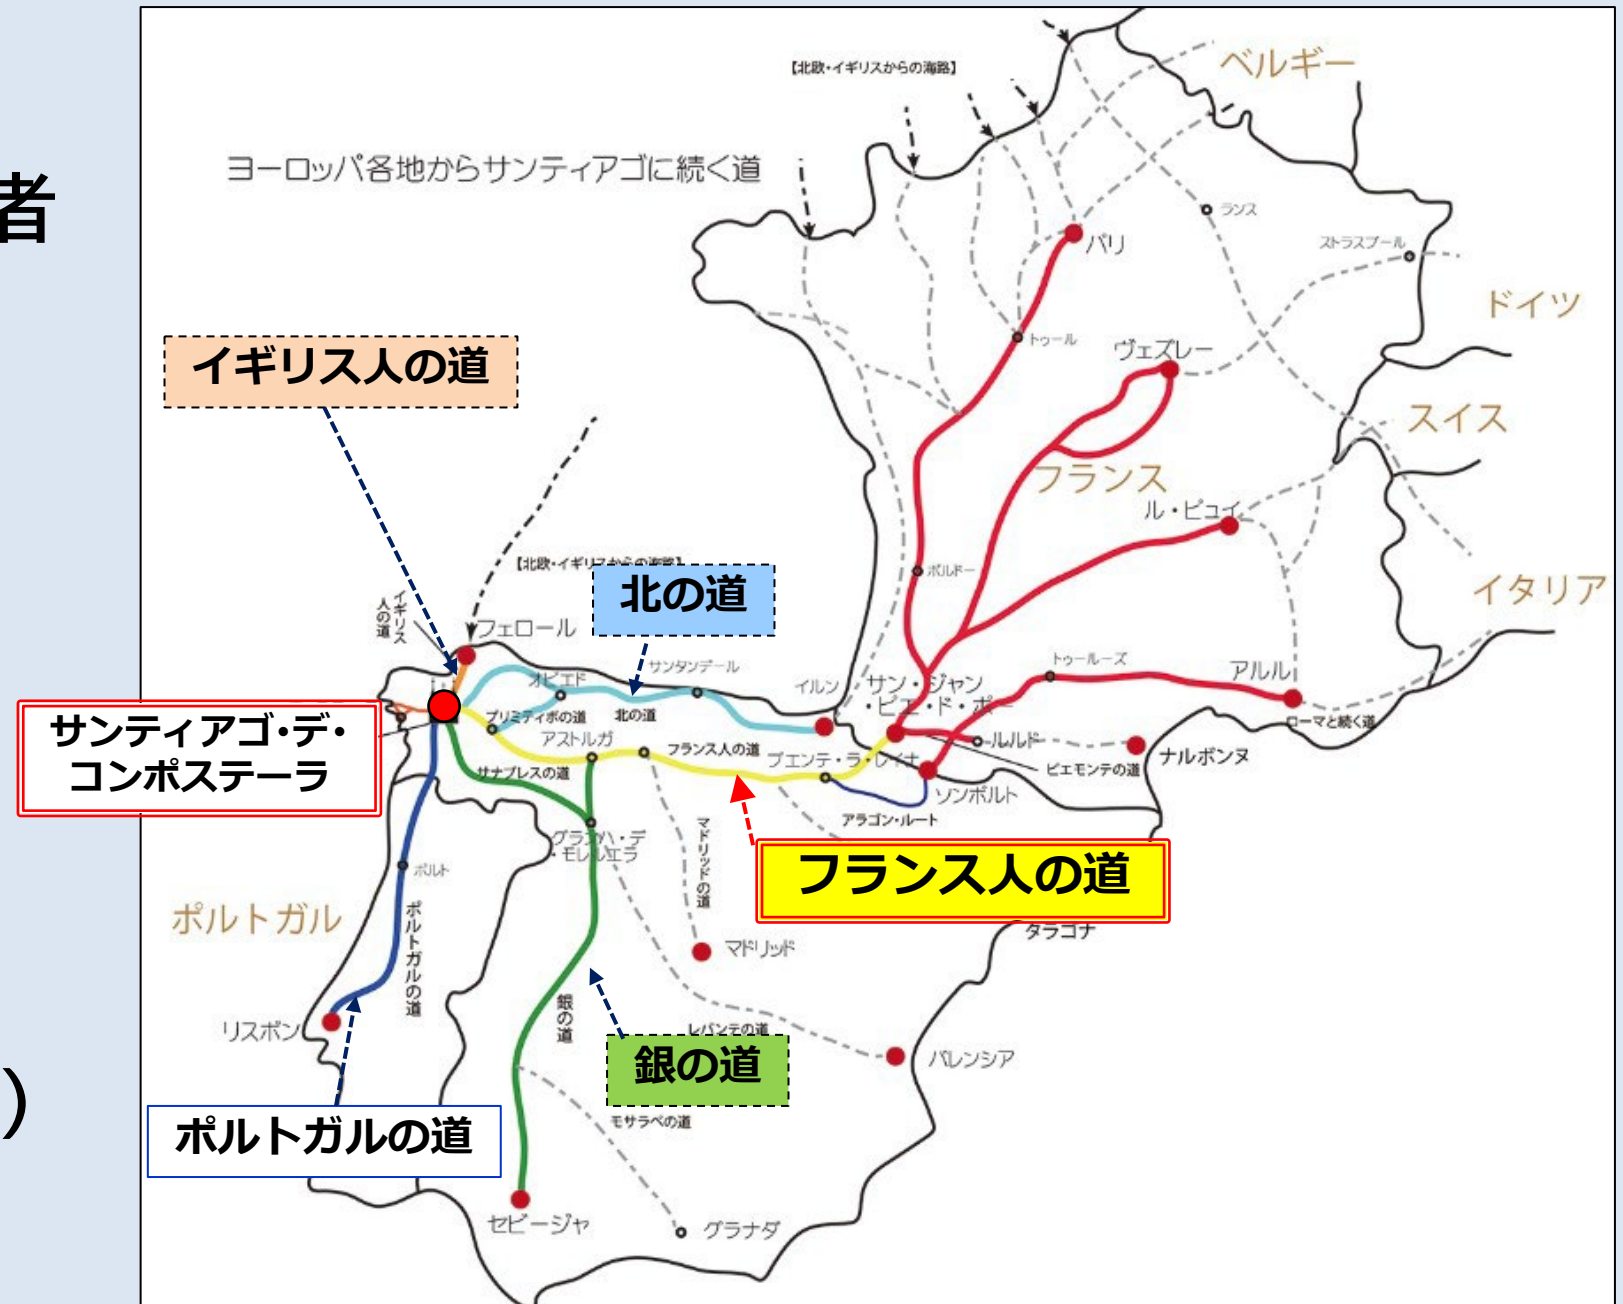 者
)
【北欧・イギリスからの海路】
ベルギー
ヨーロッパ各地からサンティアゴに続く道
ランス
ストラスブール
パリ
ドイツ
トゥール
ヴェズレー
イギリス人の道
スイス
フランス
ル・ピュイ
ボルドー
イタリア
北の道
イギリス
人の道
フェロール
サンタンデール
トゥールーズ
アルル
オビエド
イルン
サン・ジャン
・ピエ・ド・ポー
プリミティボの道
北の道
ローマと続く道
サンティアゴ・デ・
コンポステーラ
アストルガ
フランス人の道
プエンテ・ラ・レイナ
ルルド
ナルボンヌ
ピエモンテの道
サナブレスの道
ソンポルト
アラゴン・ルート
グラナハ・デ
・モレルエラ
マドリッドの道
フランス人の道
ポルト
ポルトガル
ポルトガルの道
タラゴナ
マドリッド
銀の道
リスボン
レバンテの道
銀の道
バレンシア
ポルトガルの道
モサラベの道
セビージャ
グラナダ